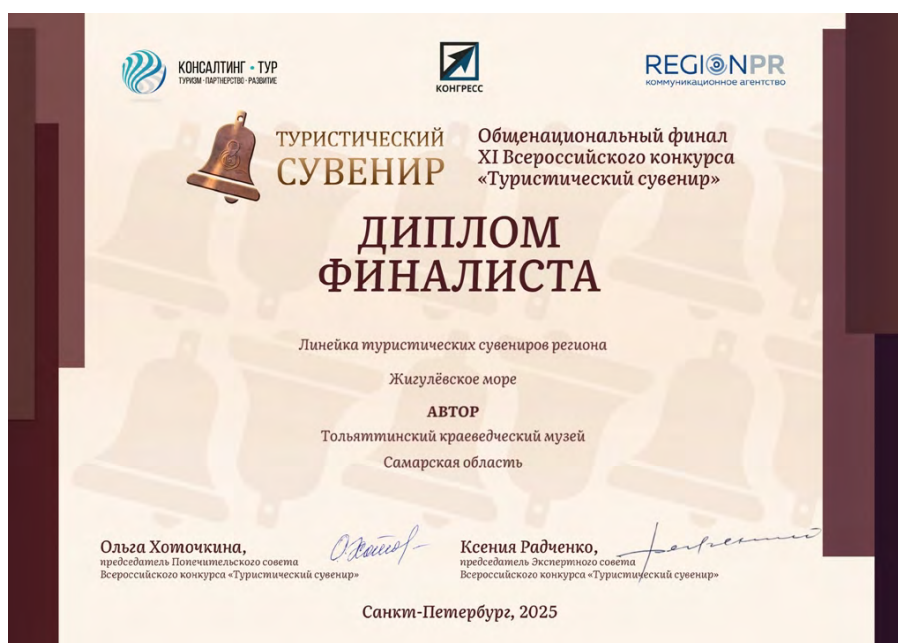 КОНСАЛТИНГ • ТУР
ТУРИЗМ · ПАРТНЕРСТВО · РАЗВИТИЕ
КОНГРЕСС
REGIONPR
коммуникационное агентство
ТУРИСТИЧЕСКИЙ
СУВЕНИР
Общенациональный финал
XI Всероссийского конкурса
«Туристический сувенир»
ДИПЛОМ
ФИНАЛИСТА
Линейка туристических сувениров региона
Жигулёвское море
АВТОР
Тольяттинский краеведческий музей
Самарская область
Ольга Хоточкина,
председатель Попечительского совета
Всероссийского конкурса «Туристический сувенир»
Ксения Радченко,
председатель Экспертного совета
Всероссийского конкурса «Туристический сувенир»
Санкт-Петербург, 2025